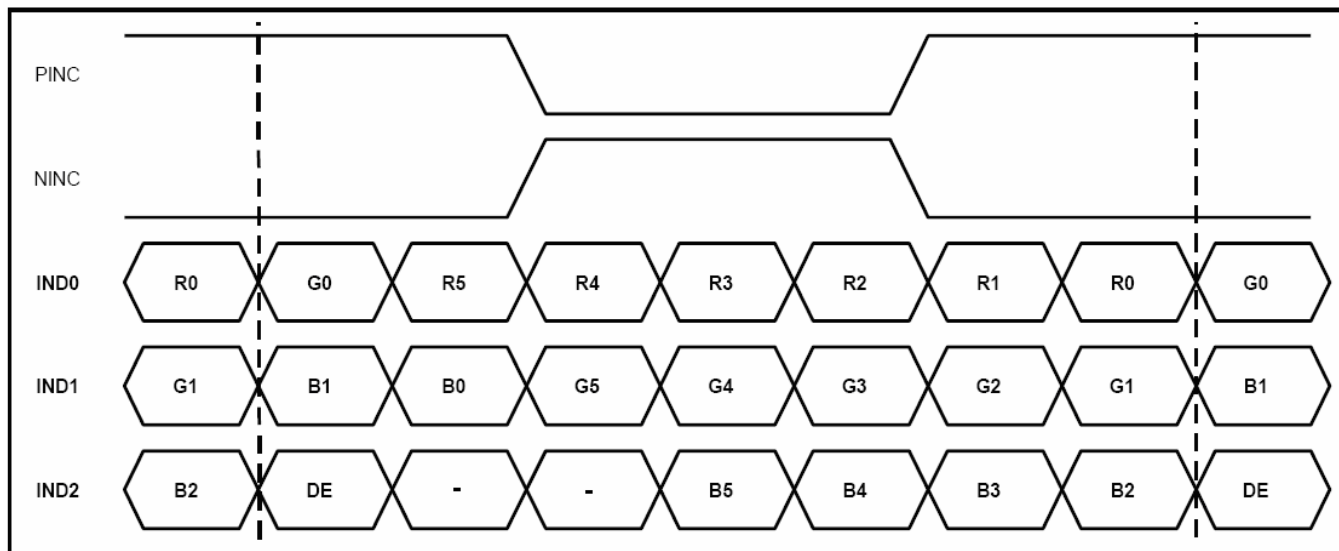 PINC
NINC
IND0 R0 G0 R5 R4 R3 R2 R1 R0 G0
IND1 G1 B1 B0 G5 G4 G3 G2 G1 B1
IND2 B2 DE - - B5 B4 B3 B2 DE